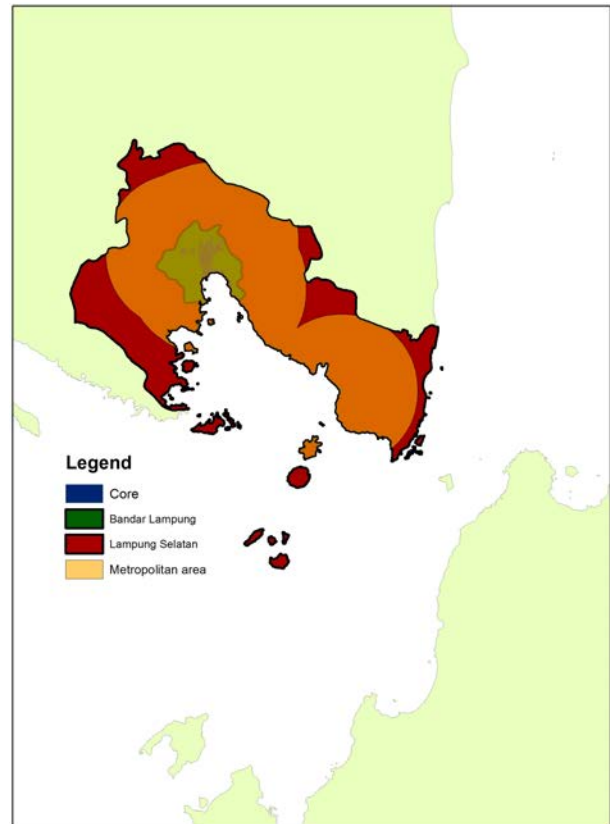 Legend
Core
Bandar Lampung
Lampung Selatan
Metropolitan area